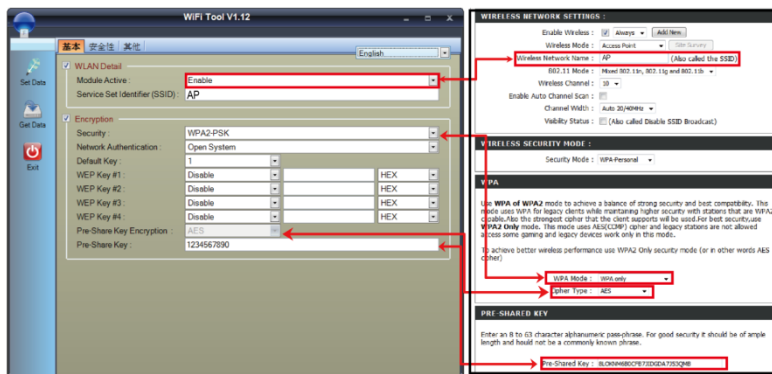 WiFi Tool V1.12
基本 安全性 其他
English
Set Data
Get Data
Exit
WLAN Detail
Module Active : Enable
Service Set Identifier (SSID) : AP
Encryption
Security : WPA2-PSK
Network Authentication : Open System
Default Key : 1
WEP Key #1 : Disable HEX
WEP Key #2 : Disable HEX
WEP Key #3 : Disable HEX
WEP Key #4 : Disable HEX
Pre-Share Key Encryption : AES
Pre-Share Key : 1234567890
WIRELESS NETWORK SETTINGS :
Enable Wireless : Always Add New
Wireless Mode : Access Point Site Survey
Wireless Network Name : AP (Also called the SSID)
802.11 Mode : Mixed 802.11n, 802.11g and 802.11b
Wireless Channel : 10
Enable Auto Channel Scan :
Channel Width : Auto 20/40MHz
Visibility Status : (Also called Disable SSID Broadcast)
WIRELESS SECURITY MODE :
Security Mode : WPA-Personal
WPA
Use WPA of WPA2 mode to achieve a balance of strong security and best compatibility. This
mode uses WPA for legacy clients while maintaining higher security with stations that are WPA2
capable.Also the strongest cipher that the client supports will be used.For best security,use
WPA2 Only mode. This mode uses AES(CCMP) cipher and legacy stations are not allowed
access some gaming and legacy devices work only in this mode.
To achieve better wireless performance use WPA2 Only security mode (or in other words AES
cipher)
WPA Mode : WPA only
Cipher Type : AES
PRE-SHARED KEY
Enter an 8 to 63 character alphanumeric pass-phrase. For good security it should be of ample
length and hould not be a commonly known phrase.
Pre-Shared Key :